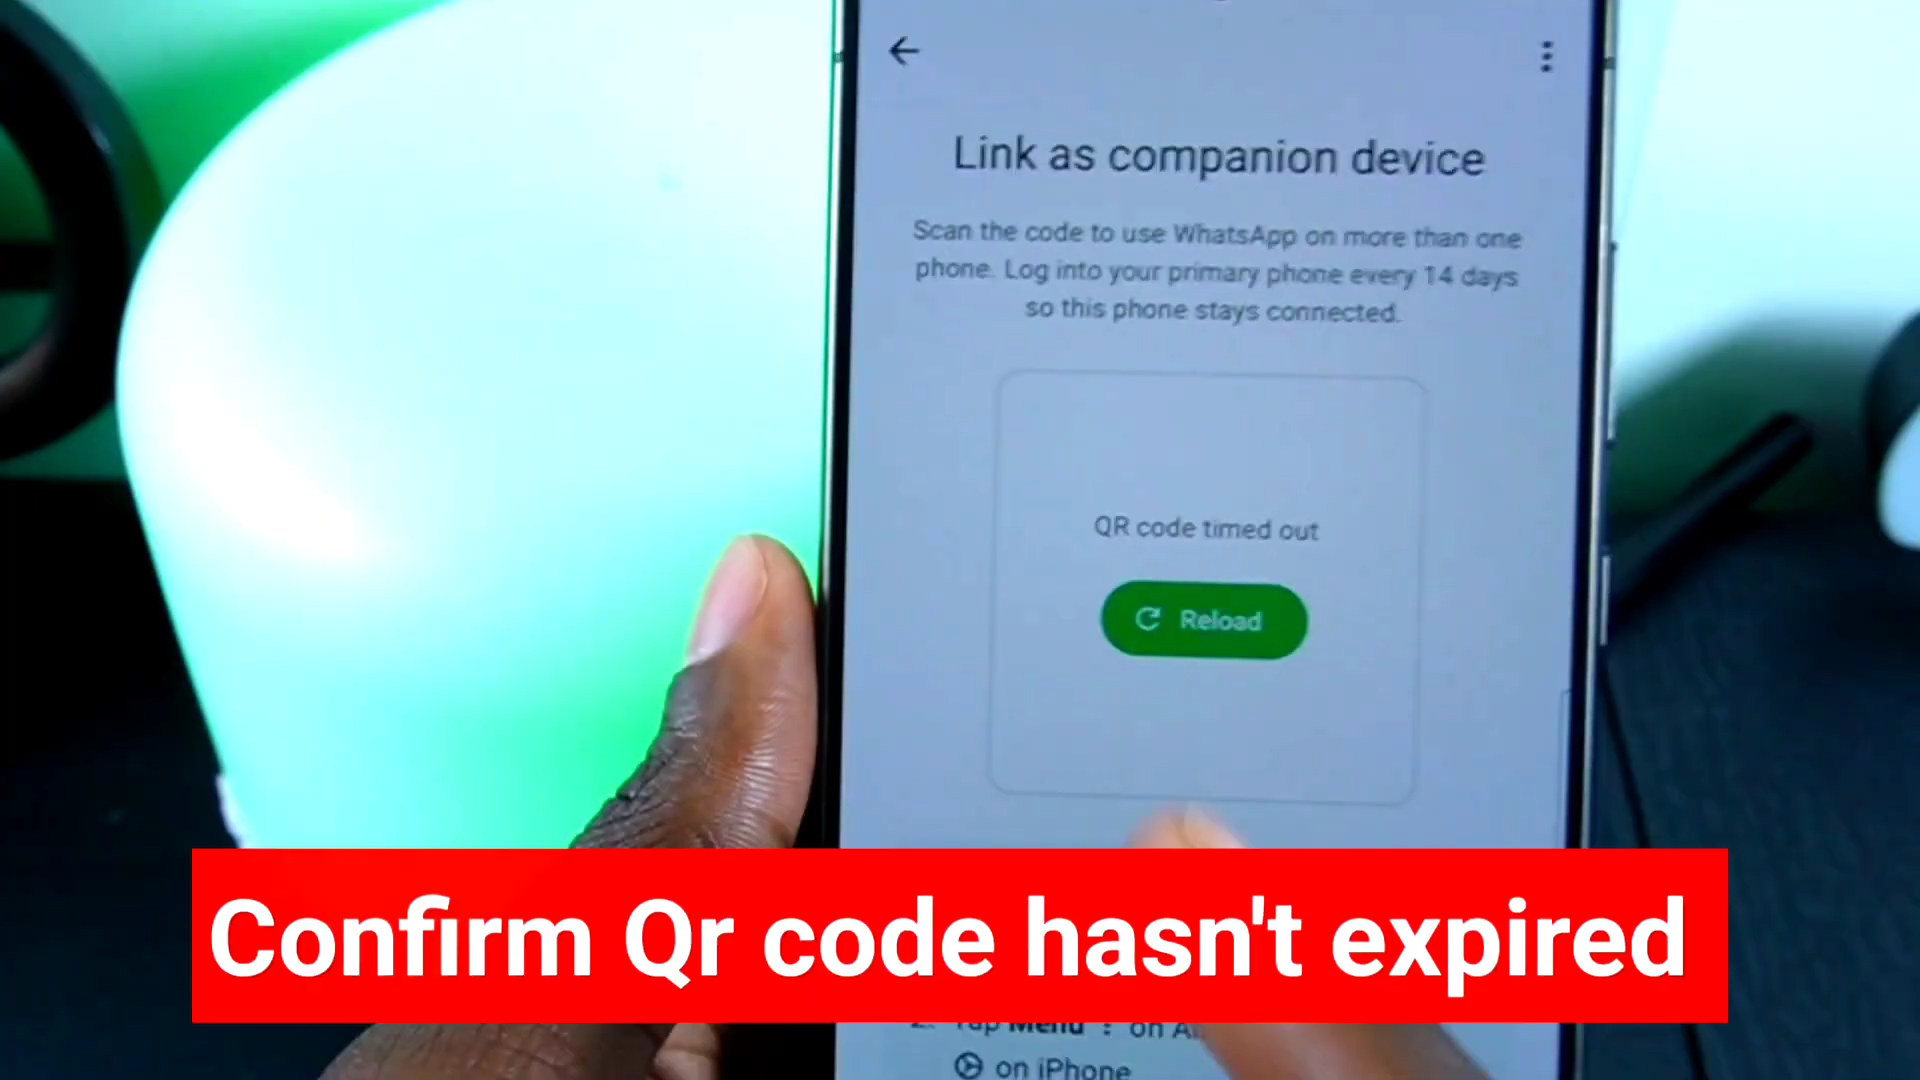 Link as companion device
Scan the code to use WhatsApp on more than one
phone. Log into your primary phone every 14 days
so this phone stays connected.
QR code timed out
Reload
Confirm Qr code hasn't expired
2. Tap Menu : on
on iPhone